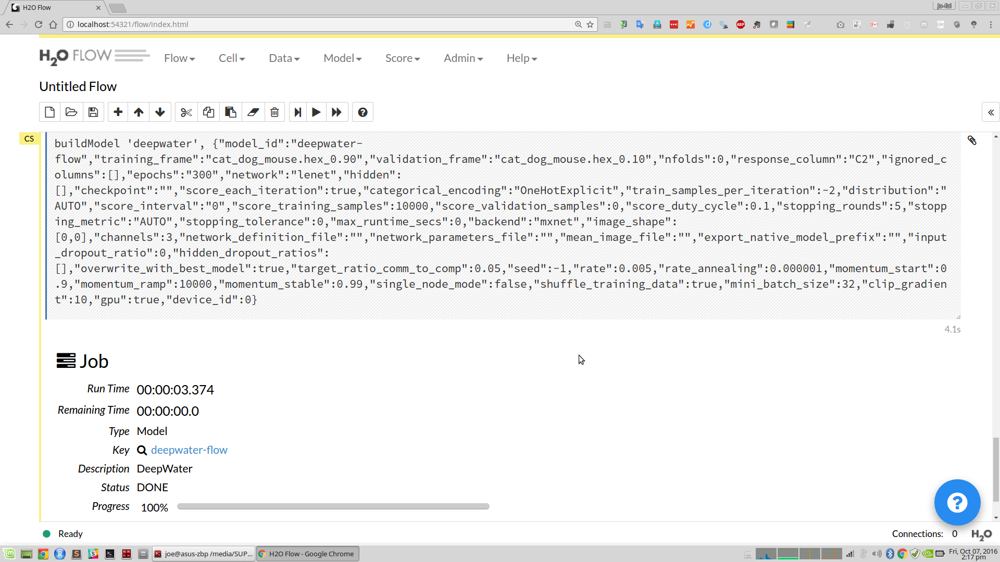 H2O Flow
Jo-fai
localhost:54321/flow/index.html
H2O FLOW
Flow Cell Data Model Score Admin Help
Untitled Flow
CS
buildModel 'deepwater', {"model_id":"deepwater-
flow","training_frame":"cat_dog_mouse.hex_0.90","validation_frame":"cat_dog_mouse.hex_0.10","nfolds":0,"response_column":"C2","ignored_c
olumns":[],"epochs":"300","network":"lenet","hidden":
[],"checkpoint":"","score_each_iteration":true,"categorical_encoding":"OneHotExplicit","train_samples_per_iteration":-2,"distribution":"
AUTO","score_interval":"0","score_training_samples":10000,"score_validation_samples":0,"score_duty_cycle":0.1,"stopping_rounds":5,"stopp
ing_metric":"AUTO","stopping_tolerance":0,"max_runtime_secs":0,"backend":"mxnet","image_shape":
[0,0],"channels":3,"network_definition_file":"","network_parameters_file":"","mean_image_file":"","export_native_model_prefix":"","input
_dropout_ratio":0,"hidden_dropout_ratios":
[],"overwrite_with_best_model":true,"target_ratio_comm_to_comp":0.05,"seed":-1,"rate":0.005,"rate_annealing":0.000001,"momentum_start":0
.9,"momentum_ramp":10000,"momentum_stable":0.99,"single_node_mode":false,"shuffle_training_data":true,"mini_batch_size":32,"clip_gradien
t":10,"gpu":true,"device_id":0}
4.1s
Job
Run Time 00:00:03.374
Remaining Time 00:00:00.0
Type Model
Key deepwater-flow
Description DeepWater
Status DONE
Progress 100%
Ready
Connections: 0 H2O
joe@asus-zbp /media/SUP...
H2O Flow - Google Chrome
Fri, Oct 07, 2016
2:17 pm